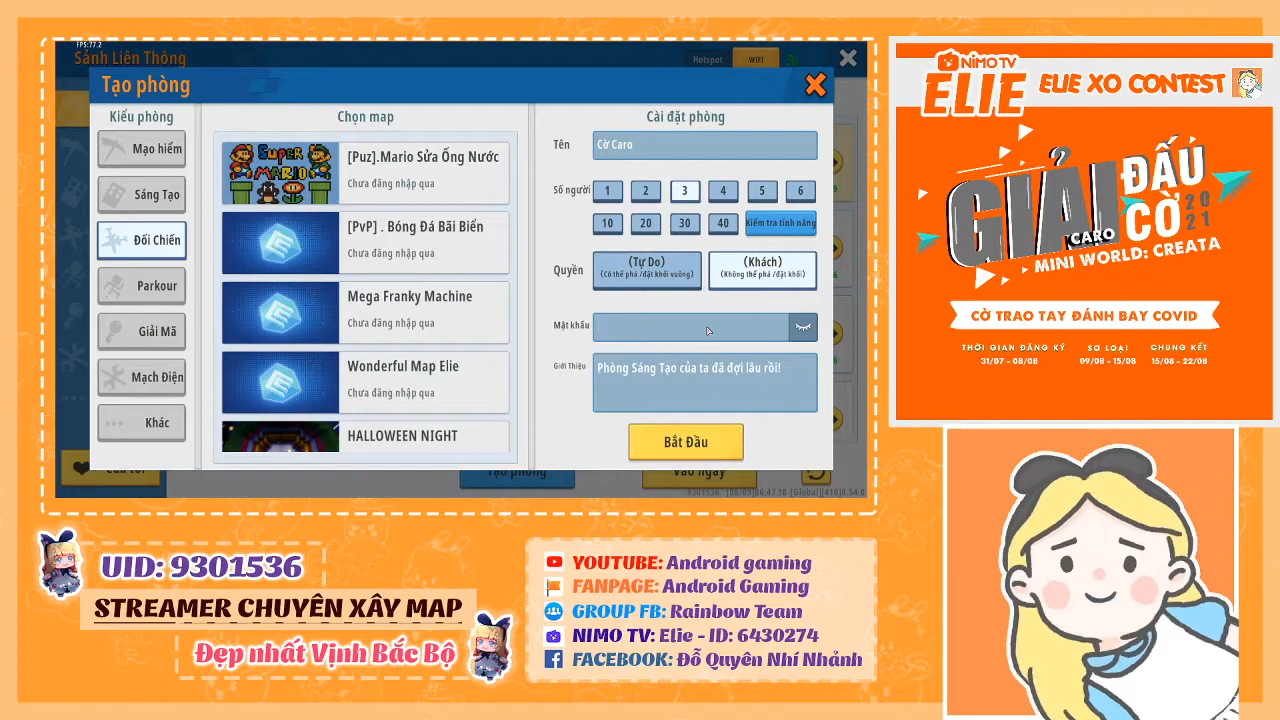 FPS:77.2
Sảnh Liên Thông
Hotspot
WIFI
Tạo phòng
Kiểu phòng
Mạo hiểm
Sáng Tạo
Đối Chiến
Parkour
Giải Mã
Mạch Điện
Khác
Chọn map
SUPER MARIO
[Puz].Mario Sửa Ống Nước
Chưa đăng nhập qua
[PvP] . Bóng Đá Bãi Biển
Chưa đăng nhập qua
Mega Franky Machine
Chưa đăng nhập qua
Wonderful Map Elie
Chưa đăng nhập qua
HALLOWEEN NIGHT
Cài đặt phòng
Tên
Cờ Caro
Số người
1 2 3 4 5 6
10 20 30 40 Kiểm tra tính năng
Quyền
(Tự Do)
(Có thể phá /đặt khối vuông)
(Khách)
(Không thể phá /đặt khối)
Mật khẩu
Giới Thiệu
Phòng Sáng Tạo của ta đã đợi lâu rồi!
Bắt Đầu
Tạo phòng
Vào ngay
NIMO TV
ELIE
ELIE XO CONTEST
GIẢI
ĐẤU
CỜ
2021
CARO
MINI WORLD: CREATA
CỜ TRAO TAY ĐÁNH BAY COVID
THỜI GIAN ĐĂNG KÝ
31/07 - 08/08
SƠ LOẠI
09/08 - 15/08
CHUNG KẾT
15/08 - 22/08
UID: 9301536
STREAMER CHUYÊN XÂY MAP
Đẹp nhất Vịnh Bắc Bộ
YOUTUBE: Android gaming
FANPAGE: Android Gaming
GROUP FB: Rainbow Team
NIMO TV: Elie - ID: 6430274
FACEBOOK: Đỗ Quyên Nhí Nhảnh